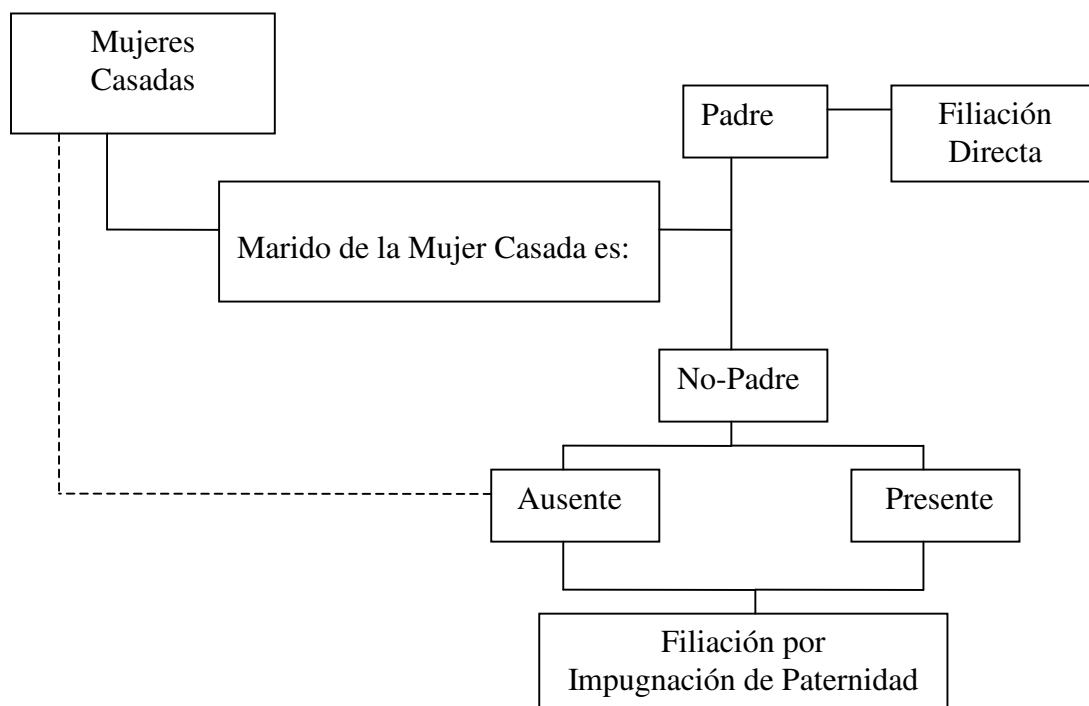 Mujeres
Casadas
Padre
Filiación
Directa
Marido de la Mujer Casada es:
No-Padre
Ausente
Presente
Filiación por
Impugnación de Paternidad